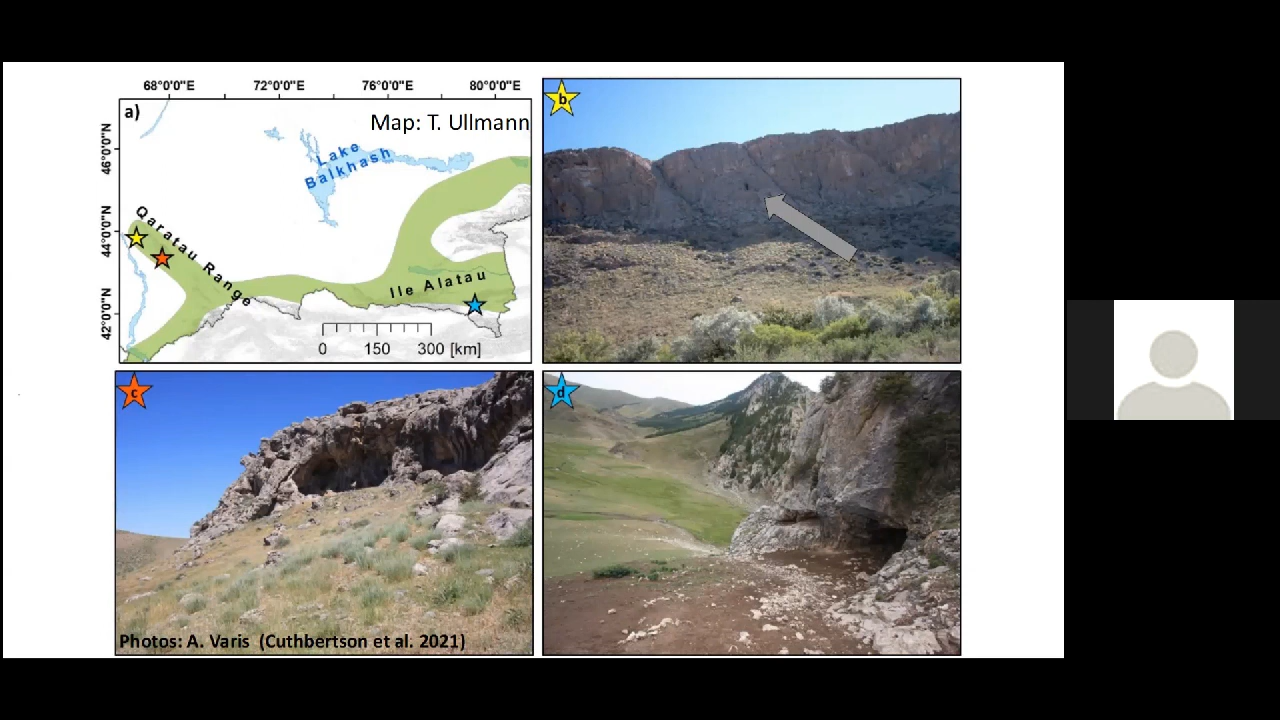 68°0'0"E 72°0'0"E 76°0'0"E 80°0'0"E
a)
Map: T. Ullmann
46°0'0"N
44°0'0"N
42°0'0"N
Lake
Balkhash
Qaratau Range
Ile Alatau
0 150 300 [km]
b
c
Photos: A. Varis (Cuthbertson et al. 2021)
d